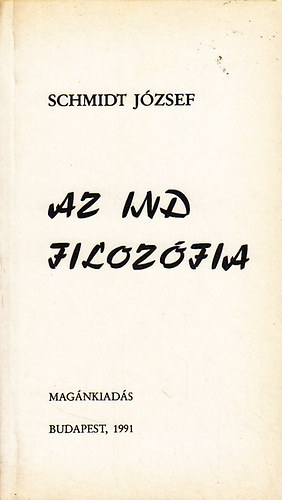 SCHMIDT JÓZSEF
AZ IND
FILOZÓFIA
MAGÁNKIADÁS
BUDAPEST, 1991